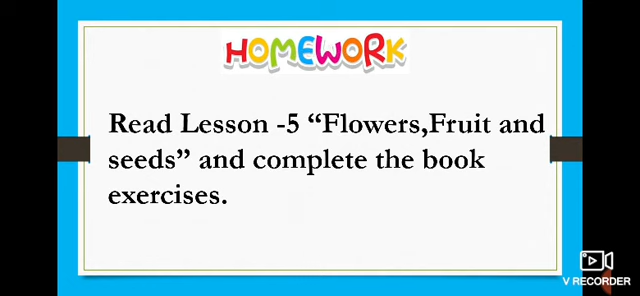 HOMEWORK
Read Lesson -5 “Flowers,Fruit and
seeds” and complete the book
exercises.
V RECORDER